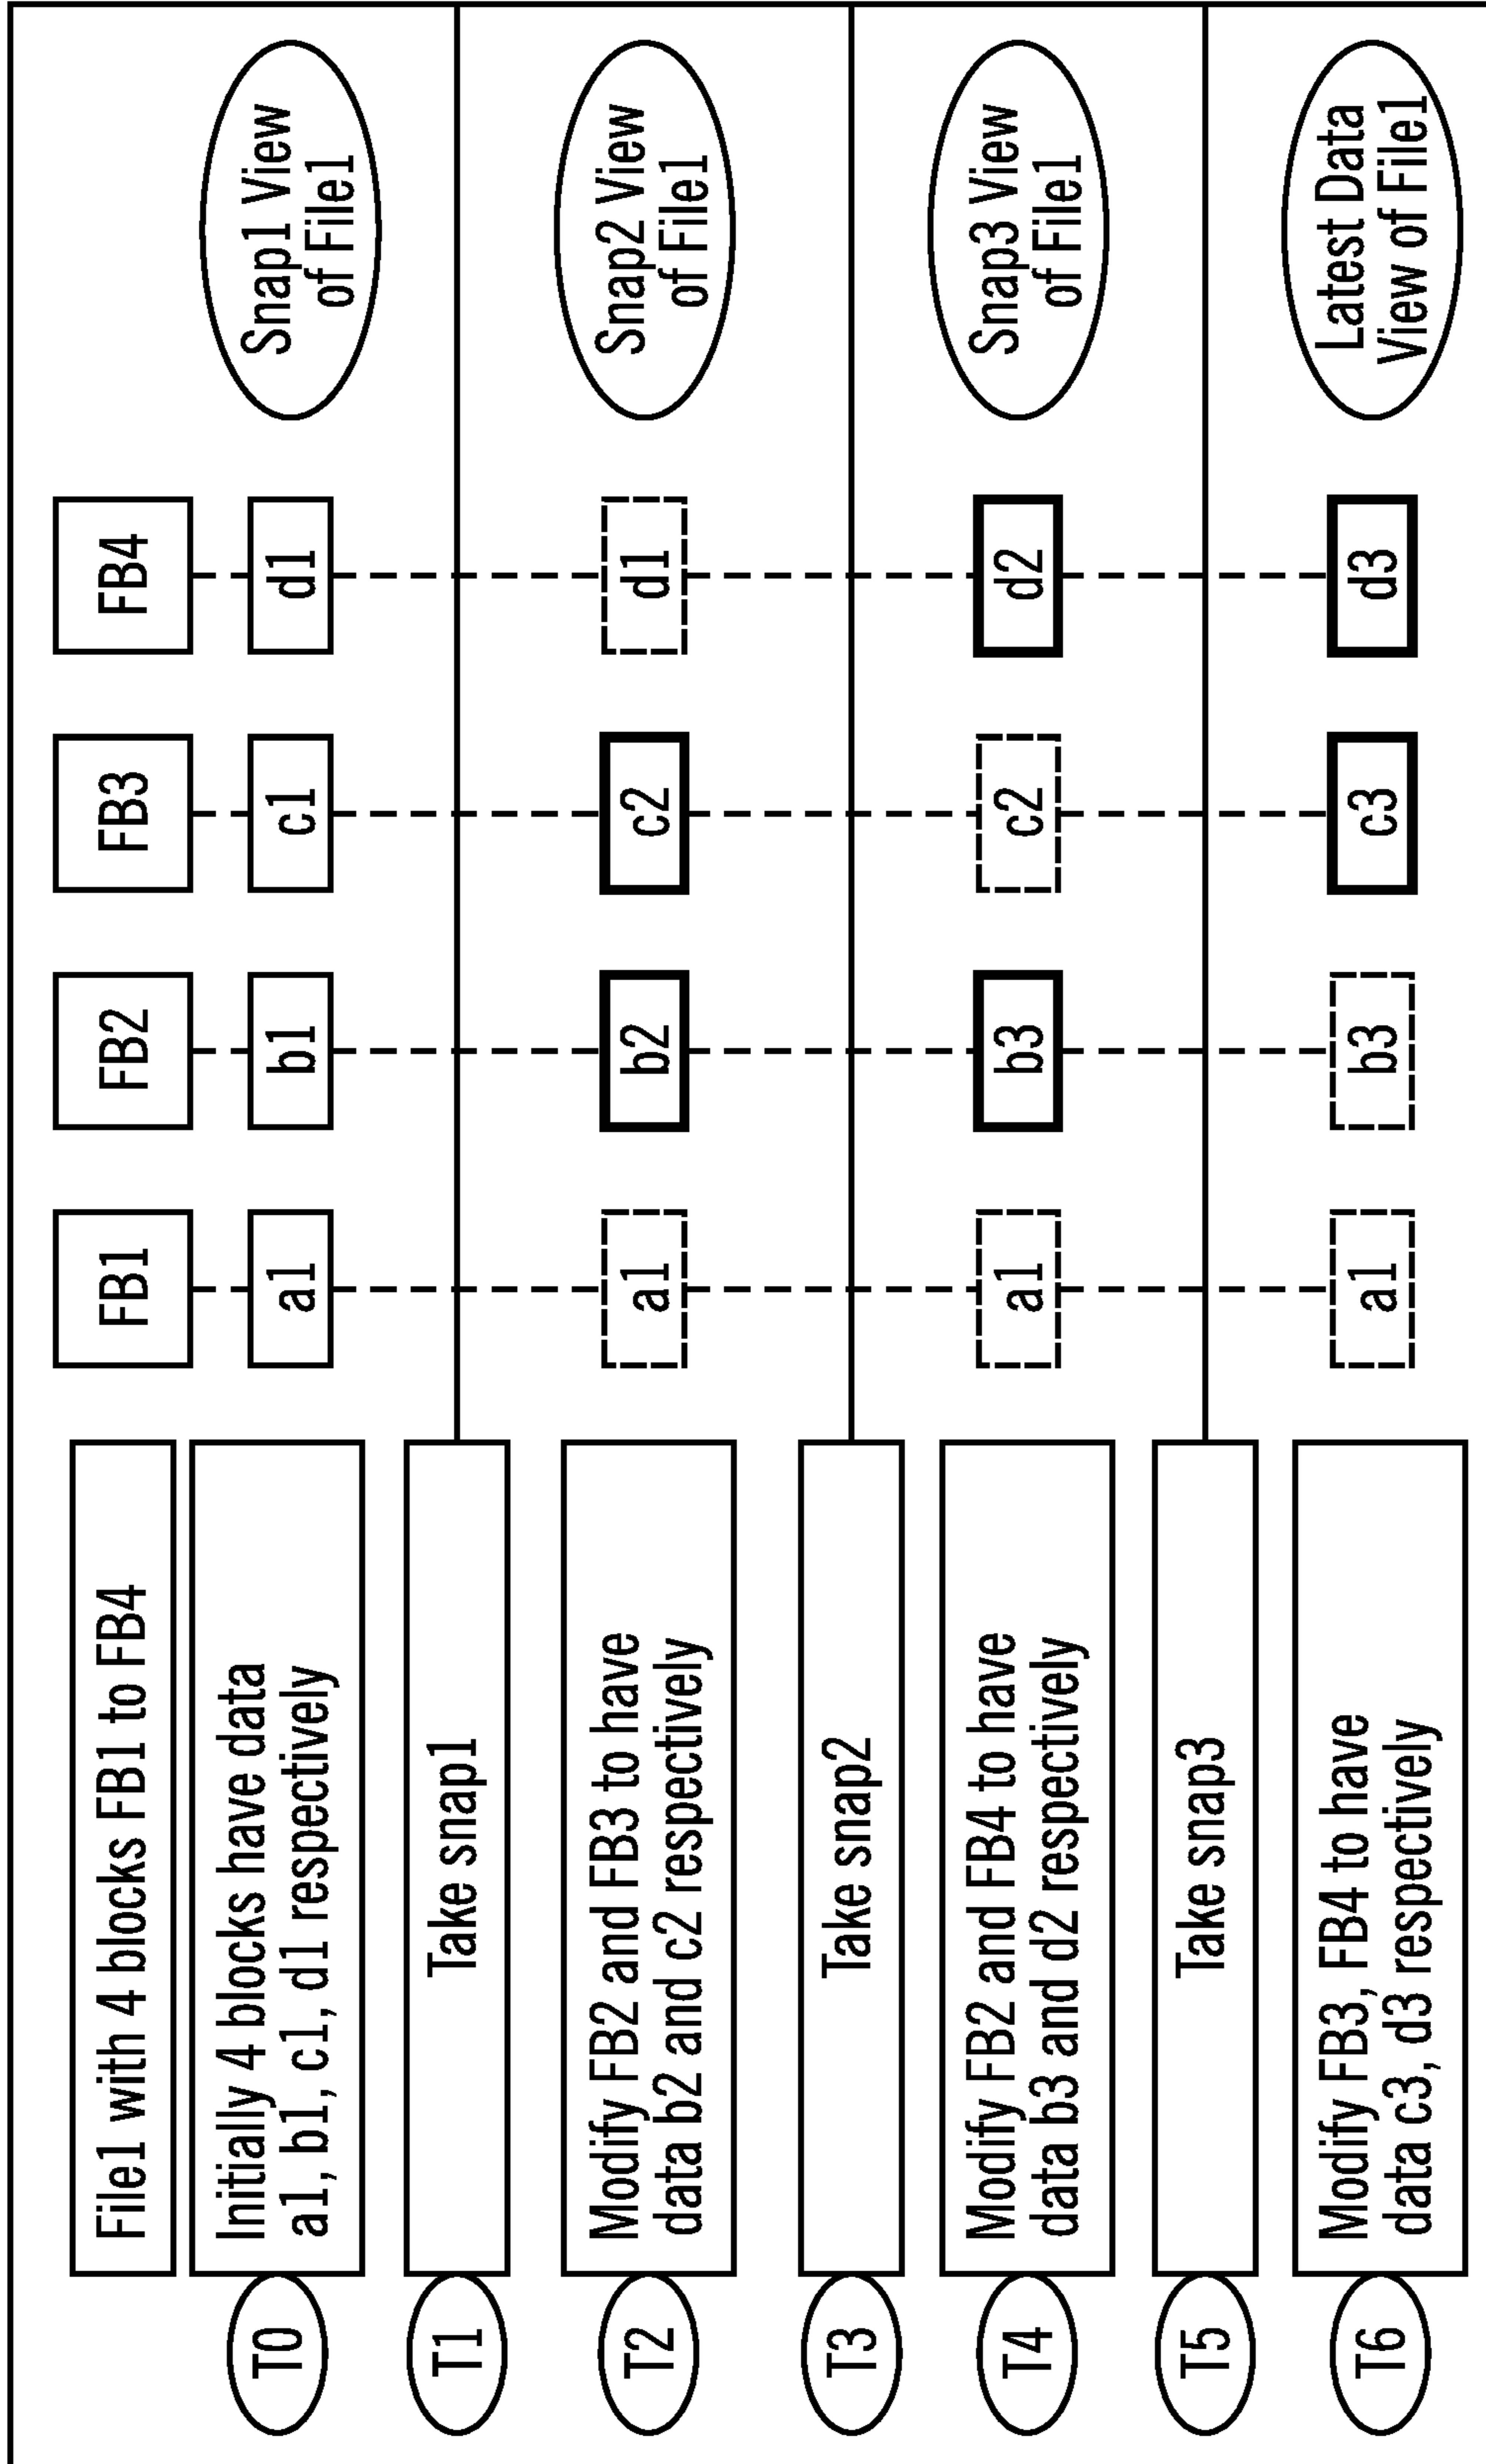 File1 with 4 blocks FB1 to FB4
FB1
FB2
FB3
FB4
T0
Initially 4 blocks have data
a1, b1, c1, d1 respectively
a1
b1
c1
d1
Snap1 View
of File1
T1
Take snap1
T2
Modify FB2 and FB3 to have
data b2 and c2 respectively
a1
b2
c2
d1
Snap2 View
of File1
T3
Take snap2
T4
Modify FB2 and FB4 to have
data b3 and d2 respectively
a1
b3
c2
d2
Snap3 View
of File1
T5
Take snap3
T6
Modify FB3, FB4 to have
data c3, d3 respectively
a1
b3
c3
d3
Latest Data
View of File1